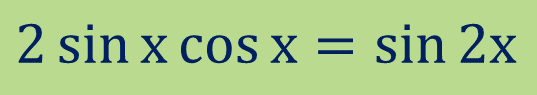 2 sin x cos x = sin 2x